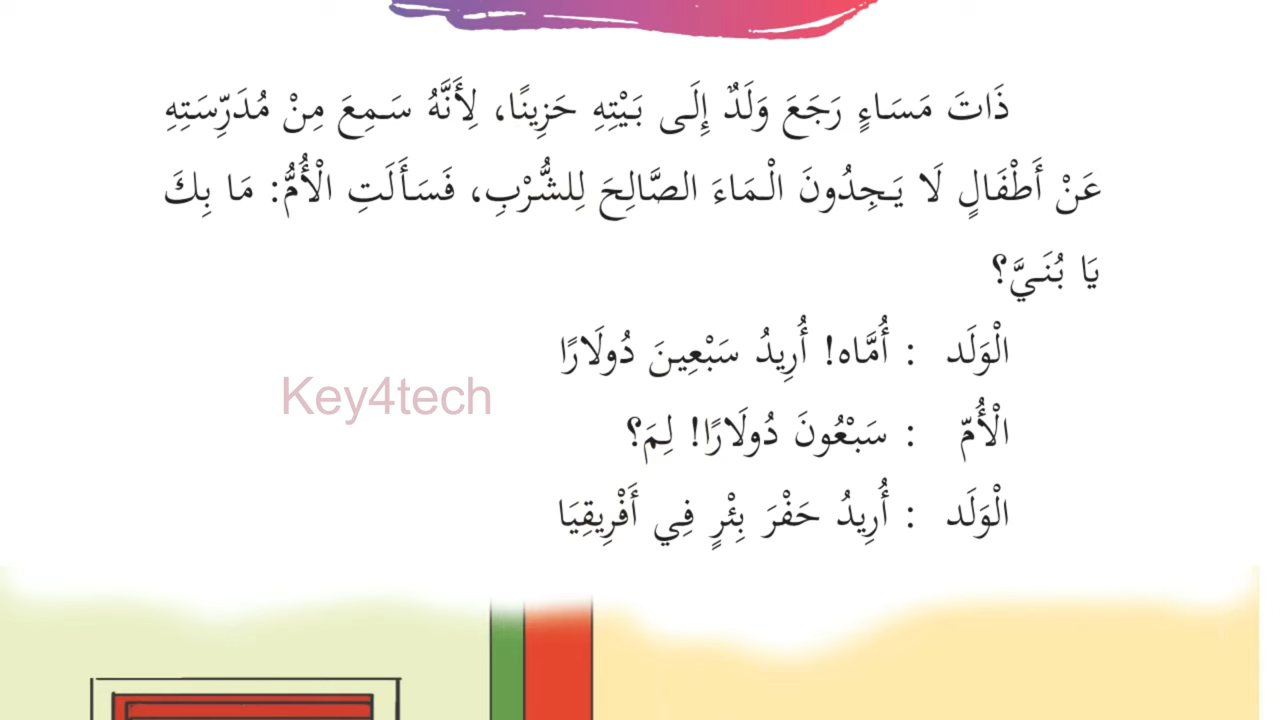 ذَاتَ مَسَاءٍ رَجَعَ وَلَدٌ إِلَى بَيْتِهِ حَزِينًا، لِأَنَّهُ سَمِعَ مِنْ مُدَرِّسَتِهِ
عَنْ أَطْفَالٍ لَا يَجِدُونَ الْمَاءَ الصَّالِحَ لِلشُّرْبِ، فَسَأَلَتِ الْأُمُّ: مَا بِكَ
يَا بُنَيَّ؟
الْوَلَد : أُمَّاه! أُرِيدُ سَبْعِينَ دُولَارًا
Key4tech
الْأُمّ : سَبْعُونَ دُولَارًا! لِمَ؟
الْوَلَد : أُرِيدُ حَفْرَ بِئْرٍ فِي أَفْرِيقِيَا